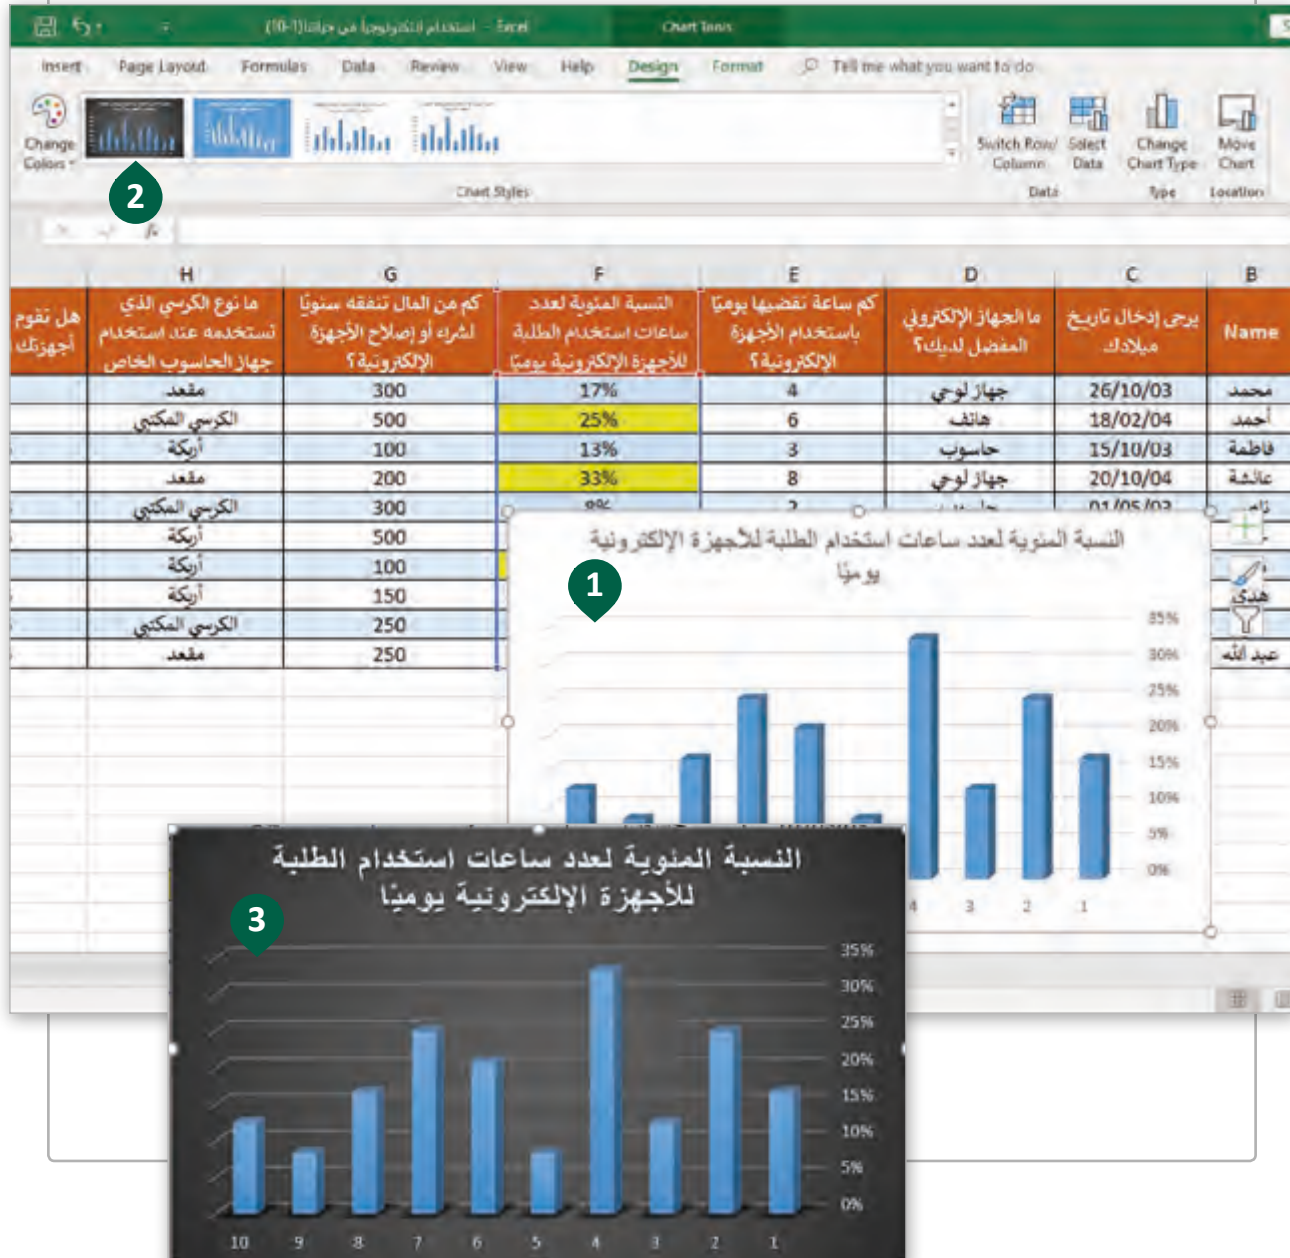 استخدام التكنولوجيا في حياتنا(1-10) - Excel
Chart Tools
Insert Page Layout Formulas Data Review View Help Design Format Tell me what you want to do
Change Colors
Switch Row/ Column
Select Data
Change Chart Type
Move Chart
Chart Styles
Data
Type
Location
2
fx
H G F E D C B
Name
يرجى إدخال تاريخ ميلادك
ما الجهاز الإلكتروني المفضل لديك؟
كم ساعة تقضيها يوميًا باستخدام الأجهزة الإلكترونية؟
النسبة المئوية لعدد ساعات استخدام الطلبة للأجهزة الإلكترونية يوميًا
كم من المال تنفقه سنويًا لشراء أو إصلاح الأجهزة الإلكترونية؟
ما نوع الكرسي الذي تستخدمه عند استخدام جهاز الحاسوب الخاص
هل تقوم
أجهزتك
محمد 26/10/03 جهاز لوحي 4 17% 300 مقعد
أحمد 18/02/04 هاتف 6 25% 500 الكرسي المكتبي
فاطمة 15/10/03 حاسوب 3 13% 100 أريكة
عائشة 20/10/04 جهاز لوحي 8 33% 200 مقعد
01/05/03 2 8% 300 الكرسي المكتبي
500 أريكة
100 أريكة
هدى 150 أريكة
250 الكرسي المكتبي
عبد الله 250 مقعد
النسبة المئوية لعدد ساعات استخدام الطلبة للأجهزة الإلكترونية
يوميًا
1
35%
30%
25%
20%
15%
10%
5%
0%
4 3 2 1
النسبة المئوية لعدد ساعات استخدام الطلبة
للأجهزة الإلكترونية يوميًا
3
35%
30%
25%
20%
15%
10%
5%
0%
10 9 8 7 6 5 4 3 2 1